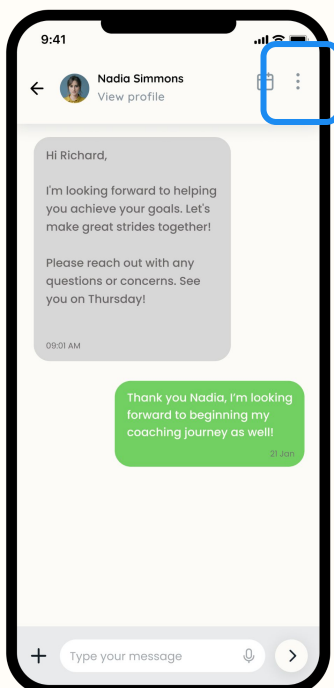 9:41
Nadia Simmons
View profile
Hi Richard,
I'm looking forward to helping
you achieve your goals. Let's
make great strides together!
Please reach out with any
questions or concerns. See
you on Thursday!
09:01 AM
Thank you Nadia, I'm looking
forward to beginning my
coaching journey as well!
21 Jan
Type your message